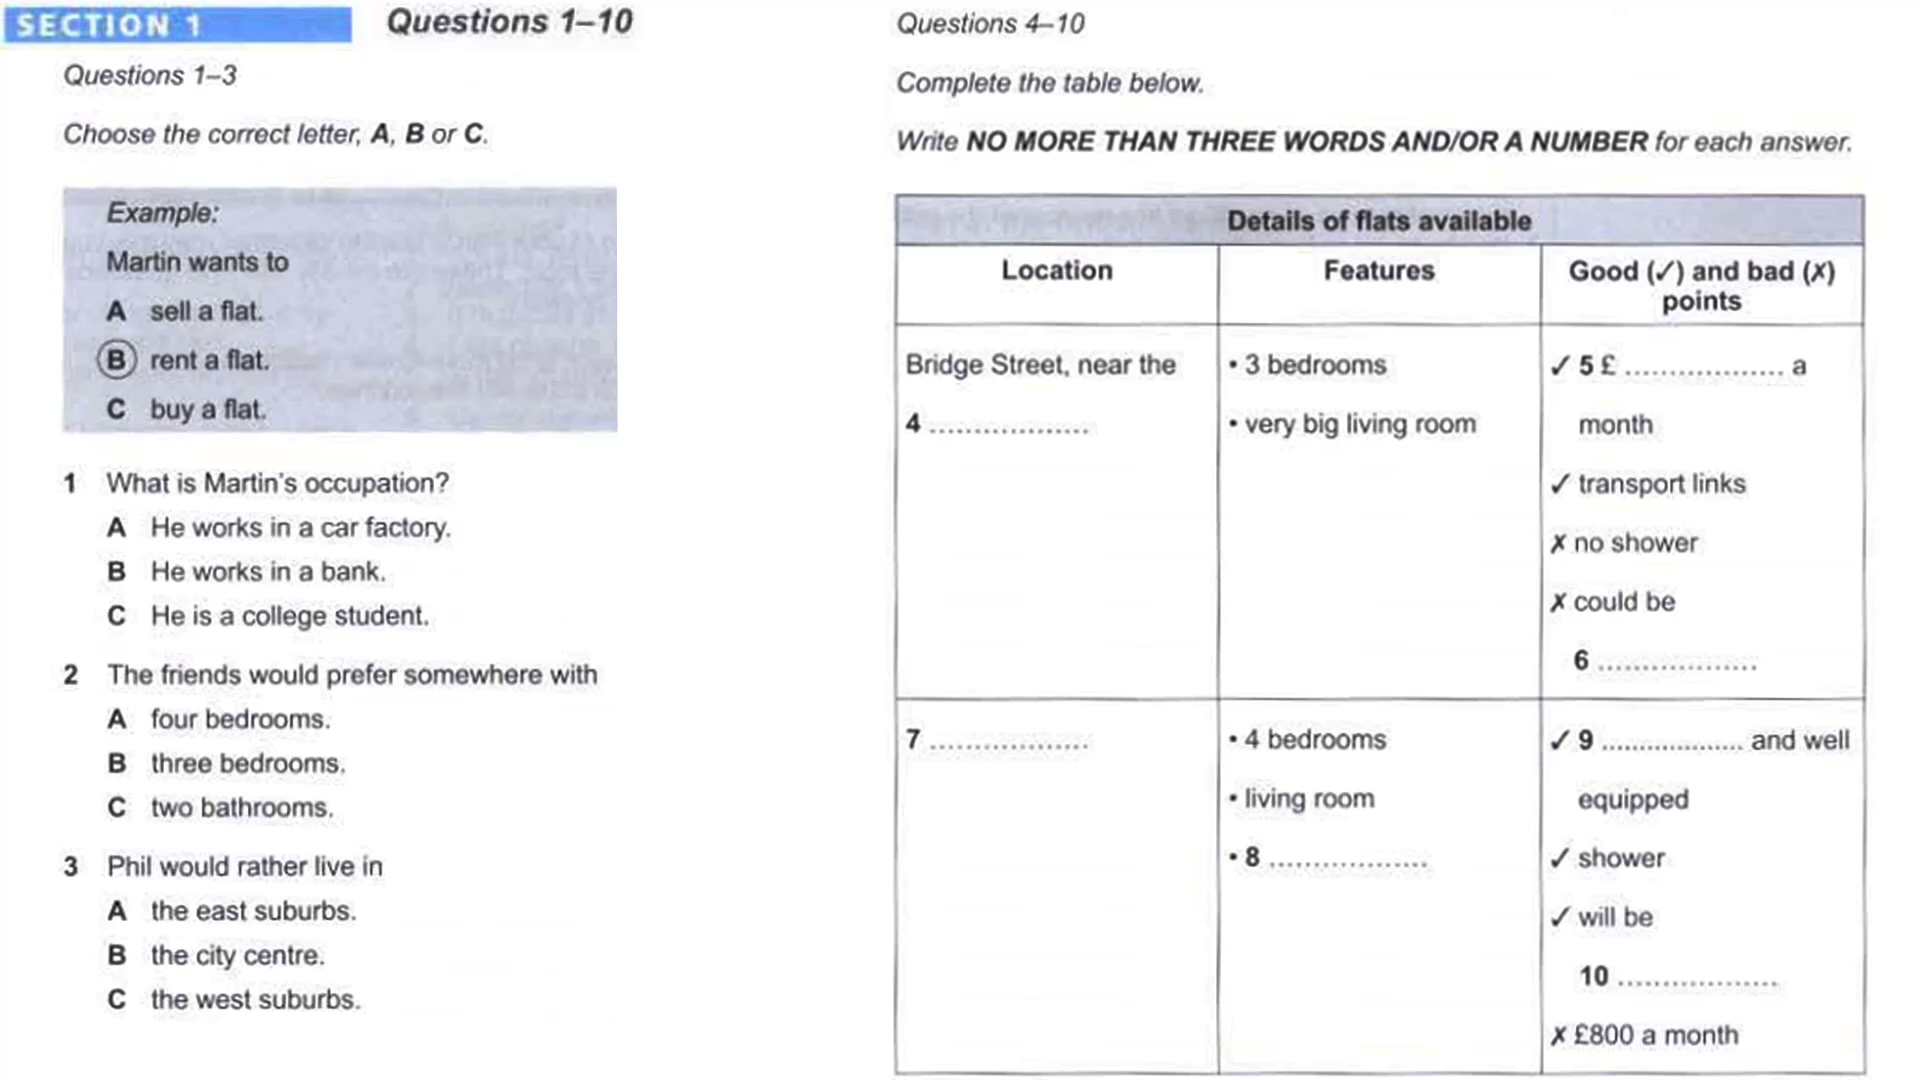 SECTION 1
Questions 1–10
Questions 1–3
Choose the correct letter, A, B or C.
Example:
Martin wants to
A sell a flat.
B rent a flat.
C buy a flat.
1 What is Martin's occupation?
A He works in a car factory.
B He works in a bank.
C He is a college student.
2 The friends would prefer somewhere with
A four bedrooms.
B three bedrooms.
C two bathrooms.
3 Phil would rather live in
A the east suburbs.
B the city centre.
C the west suburbs.
Questions 4–10
Complete the table below.
Write NO MORE THAN THREE WORDS AND/OR A NUMBER for each answer.
Details of flats available
Location
Features
Good (✓) and bad (✗)
points
Bridge Street, near the
4 ..................
• 3 bedrooms
• very big living room
✓ 5 £ .................. a
month
✓ transport links
✗ no shower
✗ could be
6 ..................
7 ..................
• 4 bedrooms
• living room
• 8 ..................
✓ 9 .................. and well
equipped
✓ shower
✓ will be
10 ..................
✗ £800 a month